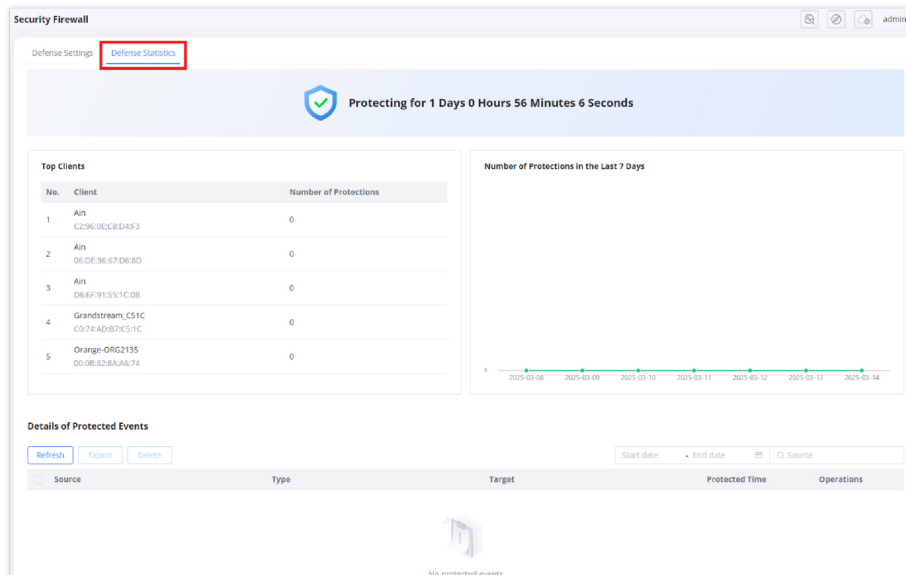 Security Firewall
admin
Defense Settings
Defense Statistics
Protecting for 1 Days 0 Hours 56 Minutes 6 Seconds
Top Clients
No. Client Number of Protections
1 Ain 0
C2:96:0E:C8:D4:F3
2 Ain 0
06:DE:36:67:D6:8D
3 Ain 0
D6:6F:91:55:1C:0B
4 Grandstream_C51C 0
C0:74:AD:B7:C5:1C
5 Orange-ORG2135 0
00:0B:82:8A:A6:74
Number of Protections in the Last 7 Days
0
2025-03-08 2025-03-09 2025-03-10 2025-03-11 2025-03-12 2025-03-13 2025-03-14
Details of Protected Events
Refresh Export Delete
Start date - End date
Source
Source Type Target Protected Time Operations
No protected events